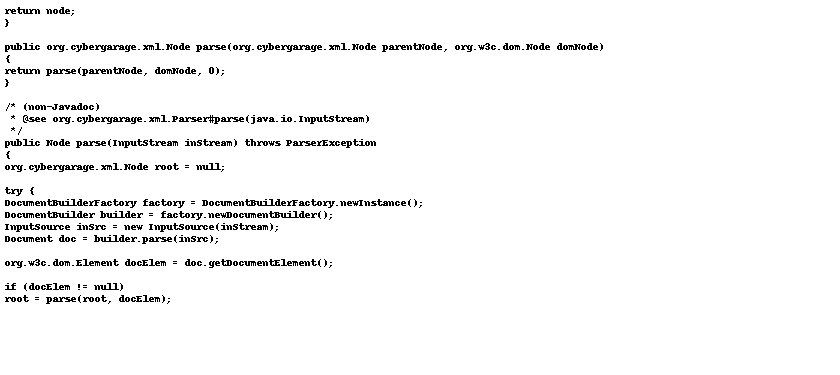 return node;
}
public org.cybergarage.xml.Node parse(org.cybergarage.xml.Node parentNode, org.w3c.dom.Node domNode)
{
return parse(parentNode, domNode, 0);
}
/* (non-Javadoc)
* @see org.cybergarage.xml.Parser#parse(java.io.InputStream)
*/
public Node parse(InputStream inStream) throws ParserException
{
org.cybergarage.xml.Node root = null;
try {
DocumentBuilderFactory factory = DocumentBuilderFactory.newInstance();
DocumentBuilder builder = factory.newDocumentBuilder();
InputSource inSrc = new InputSource(inStream);
Document doc = builder.parse(inSrc);
org.w3c.dom.Element docElem = doc.getDocumentElement();
if (docElem != null)
root = parse(root, docElem);